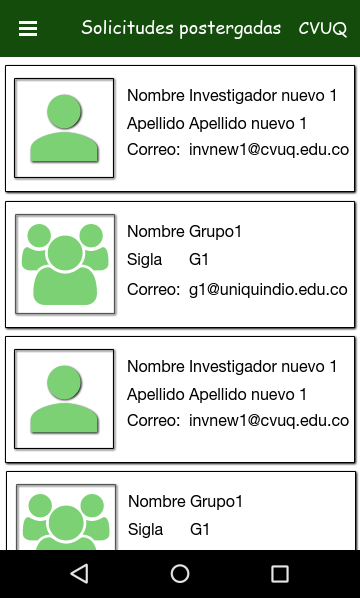 Solicitudes postergadas CVUQ
Nombre Investigador nuevo 1
Apellido Apellido nuevo 1
Correo: invnew1@cvuq.edu.co
Nombre Grupo1
Sigla G1
Correo: g1@uniquindio.edu.co
Nombre Investigador nuevo 1
Apellido Apellido nuevo 1
Correo: invnew1@cvuq.edu.co
Nombre Grupo1
Sigla G1